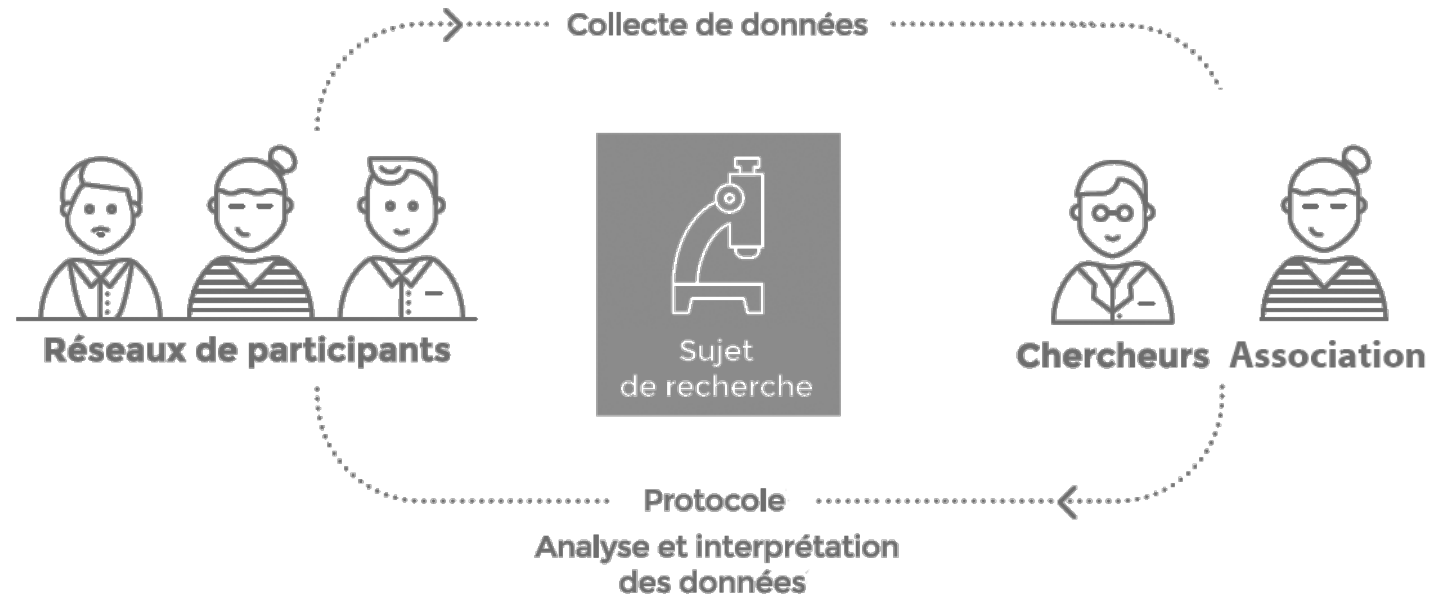 Collecte de données
Réseaux de participants
Sujet
de recherche
Chercheurs Association
Protocole
Analyse et interprétation
des données